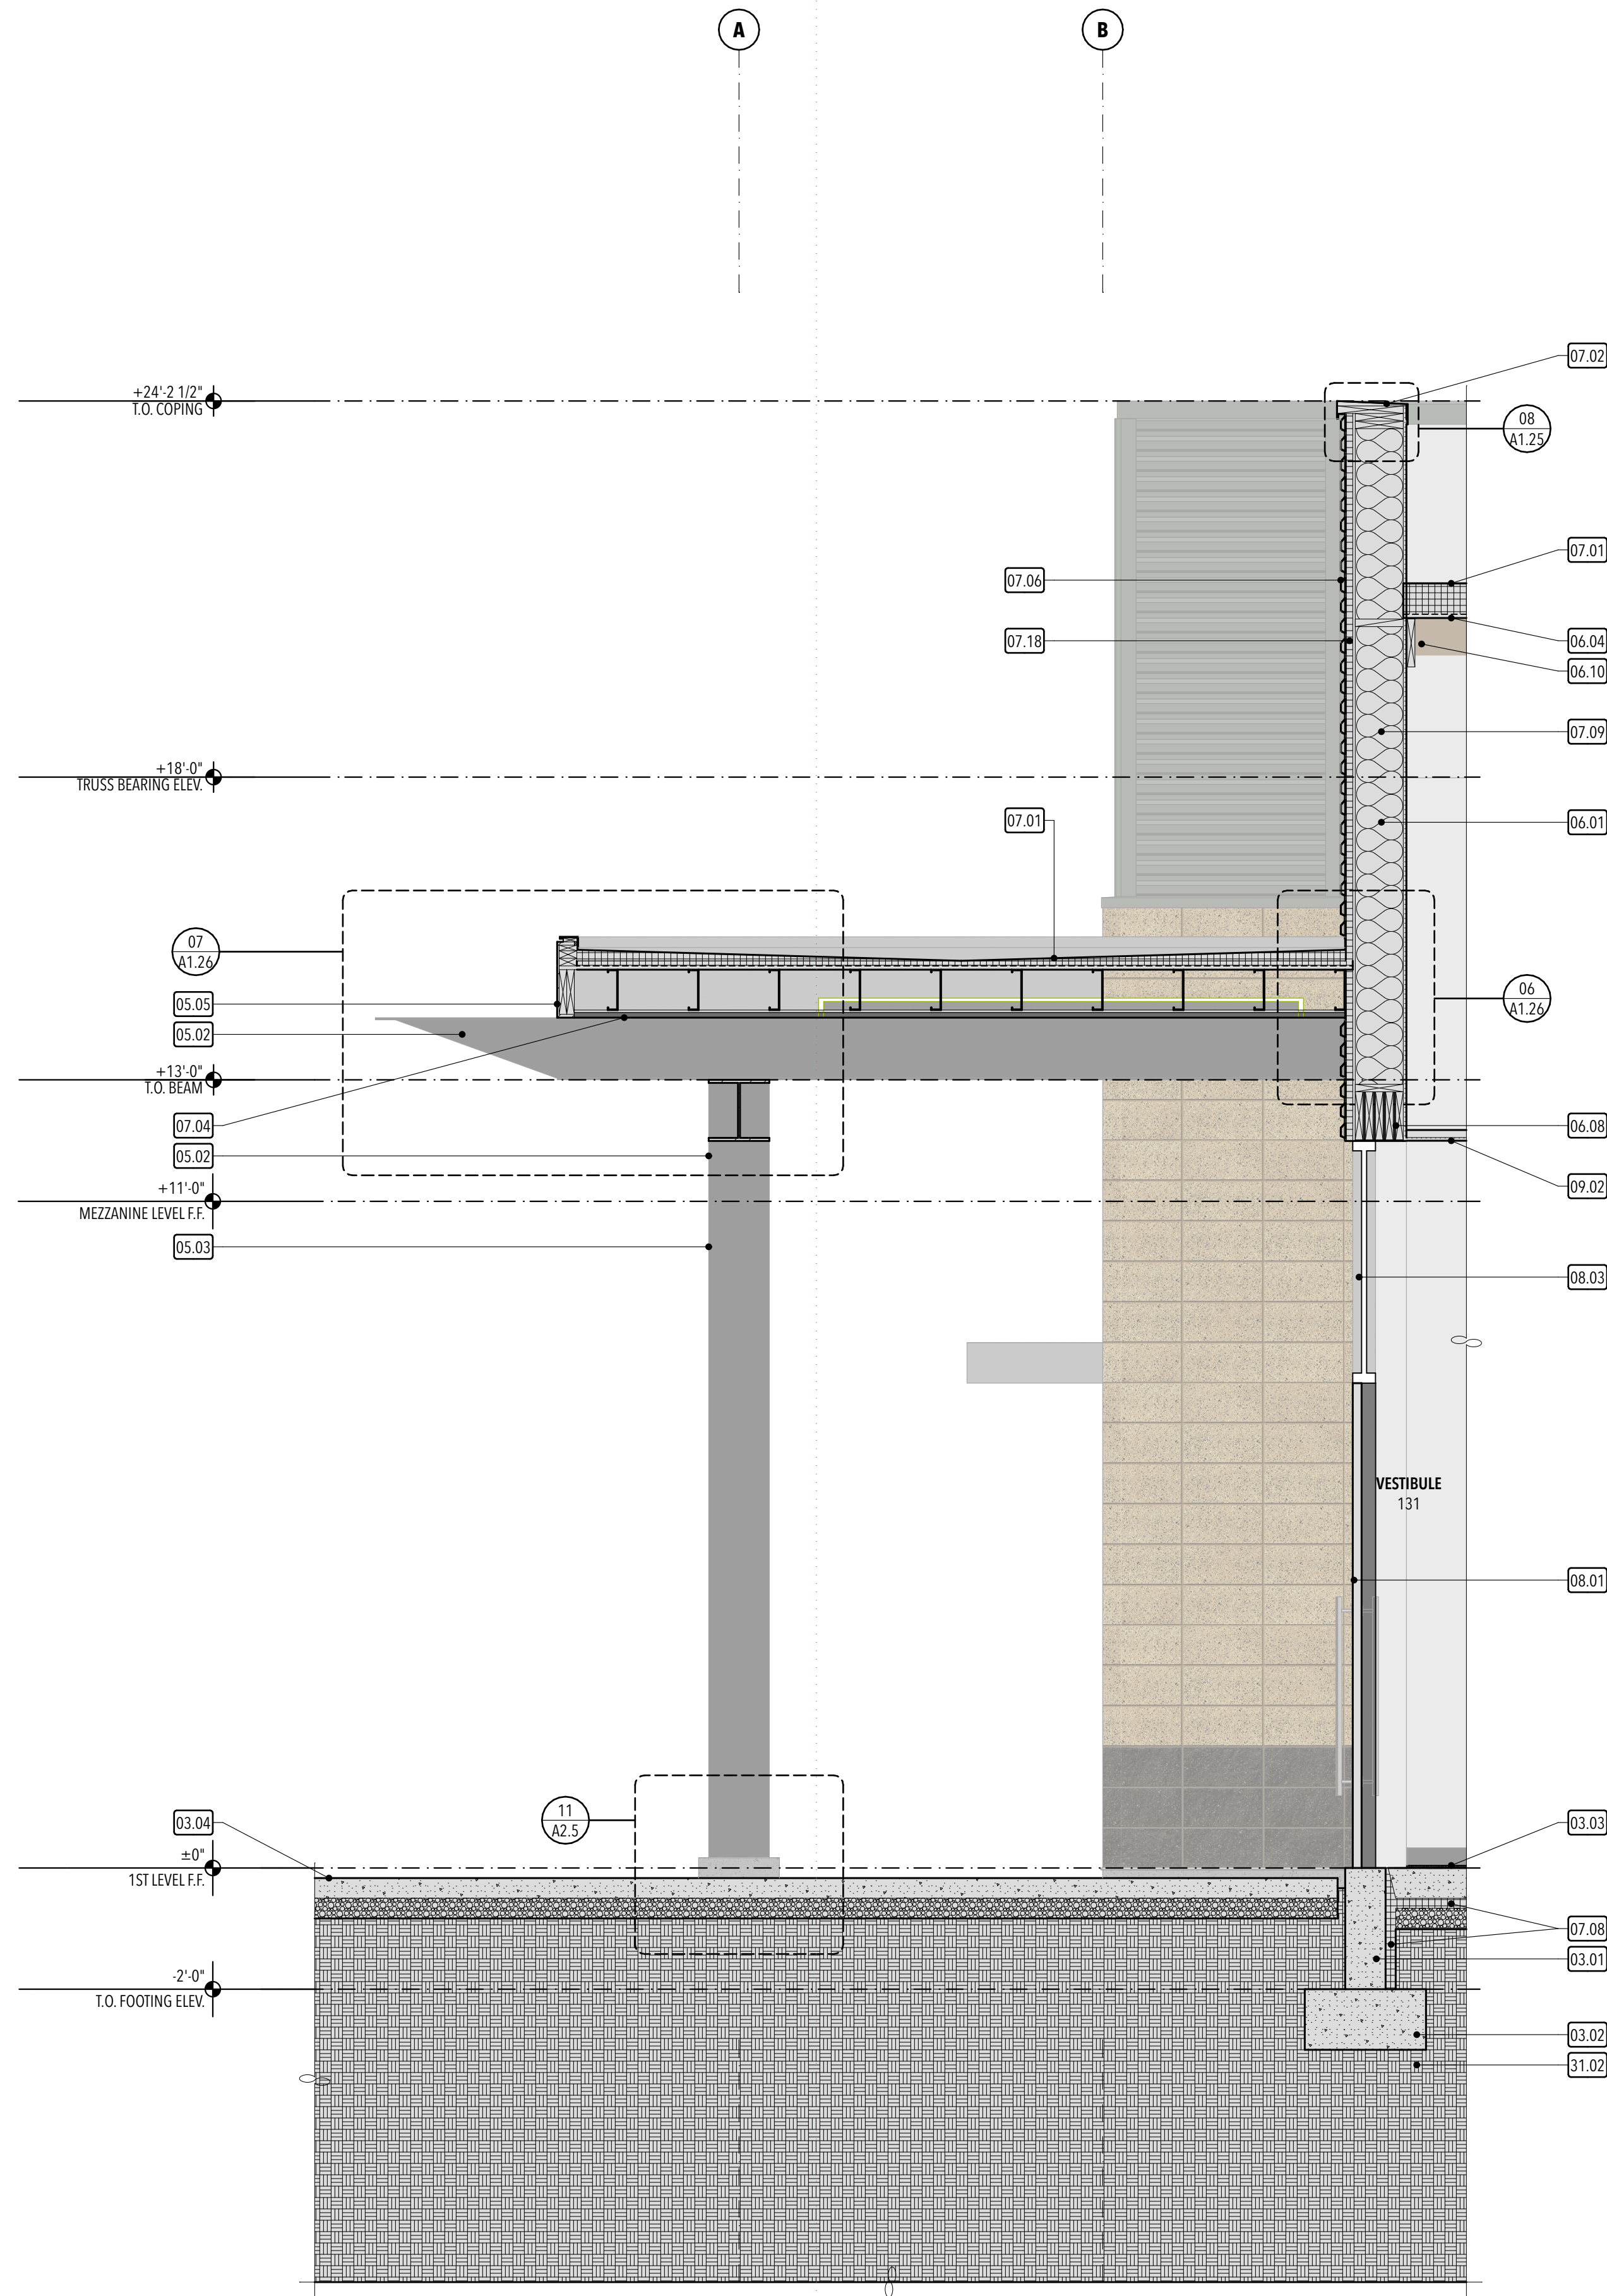 A
B
07.02
+24'-2 1/2"
T.O. COPING
08
A1.25
07.01
07.06
07.18
06.04
06.10
07.09
+18'-0"
TRUSS BEARING ELEV.
07.01
06.01
07
A1.26
05.05
06
A1.26
05.02
+13'-0"
T.O. BEAM
07.04
06.08
05.02
+11'-0"
MEZZANINE LEVEL F.F.
09.02
05.03
08.03
VESTIBULE
131
08.01
11
A2.5
03.04
03.03
±0"
1ST LEVEL F.F.
07.08
03.01
-2'-0"
T.O. FOOTING ELEV.
03.02
31.02